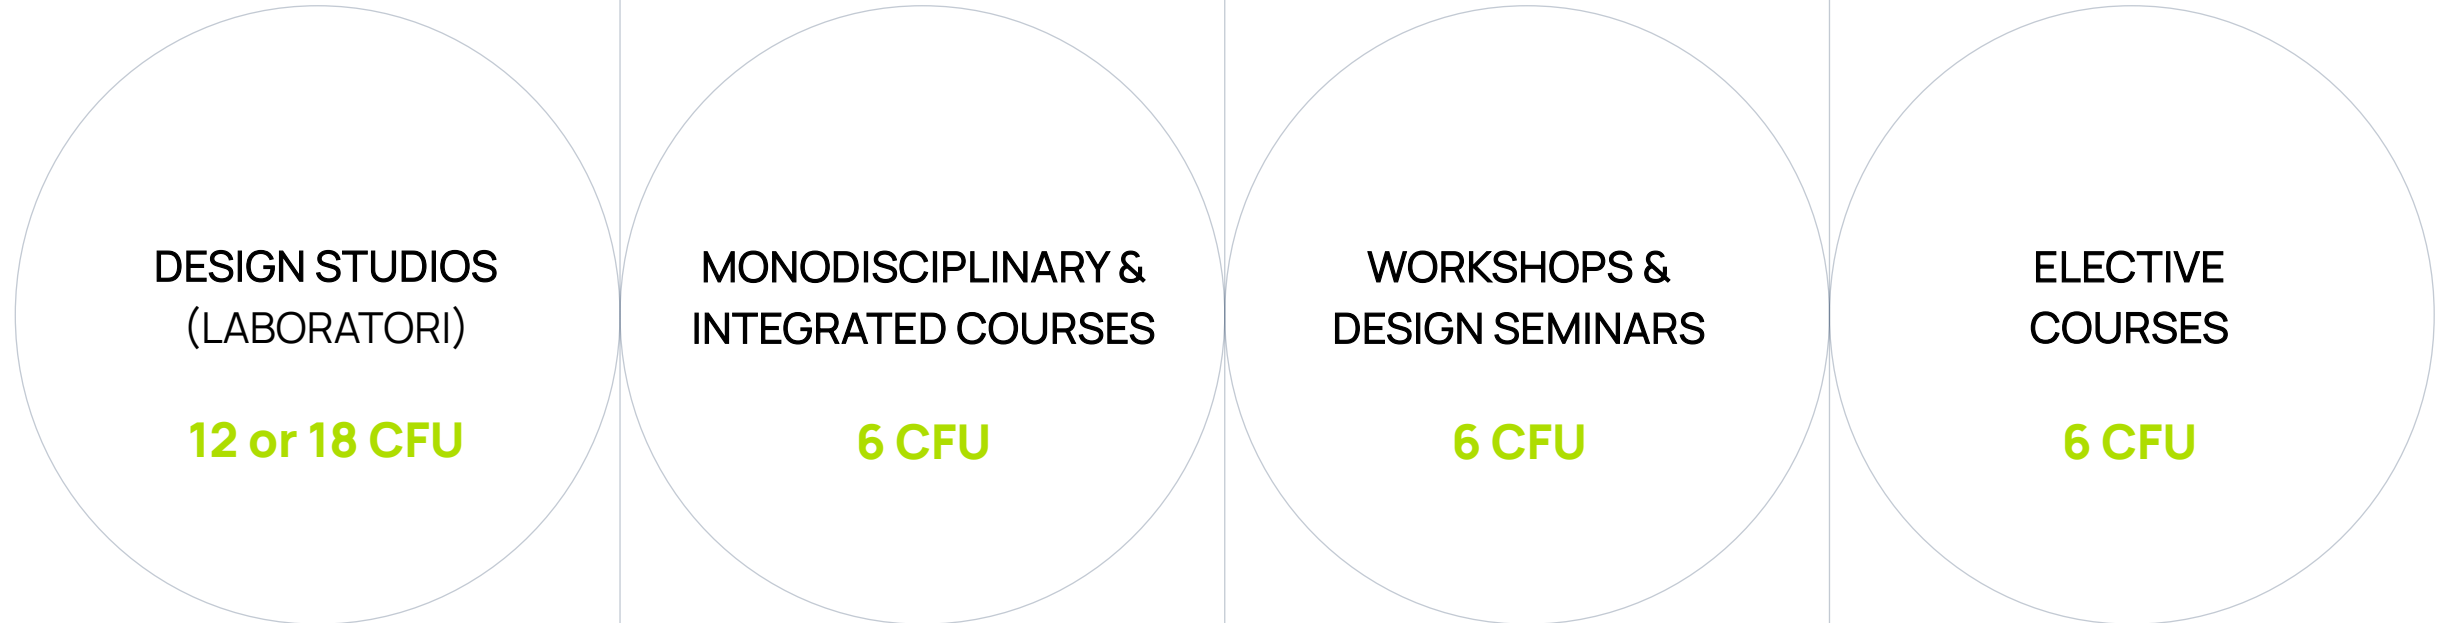 DESIGN STUDIOS
(LABORATORI)
12 or 18 CFU
MONODISCIPLINARY &
INTEGRATED COURSES
6 CFU
WORKSHOPS &
DESIGN SEMINARS
6 CFU
ELECTIVE
COURSES
6 CFU